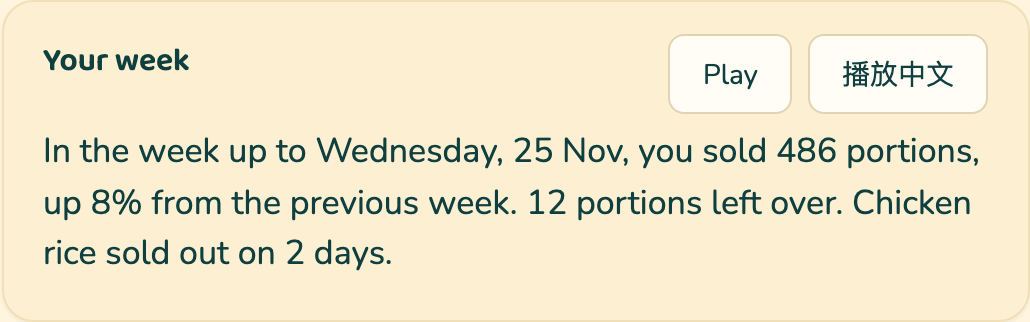 Your week
Play
播放中文
In the week up to Wednesday, 25 Nov, you sold 486 portions,
up 8% from the previous week. 12 portions left over. Chicken
rice sold out on 2 days.